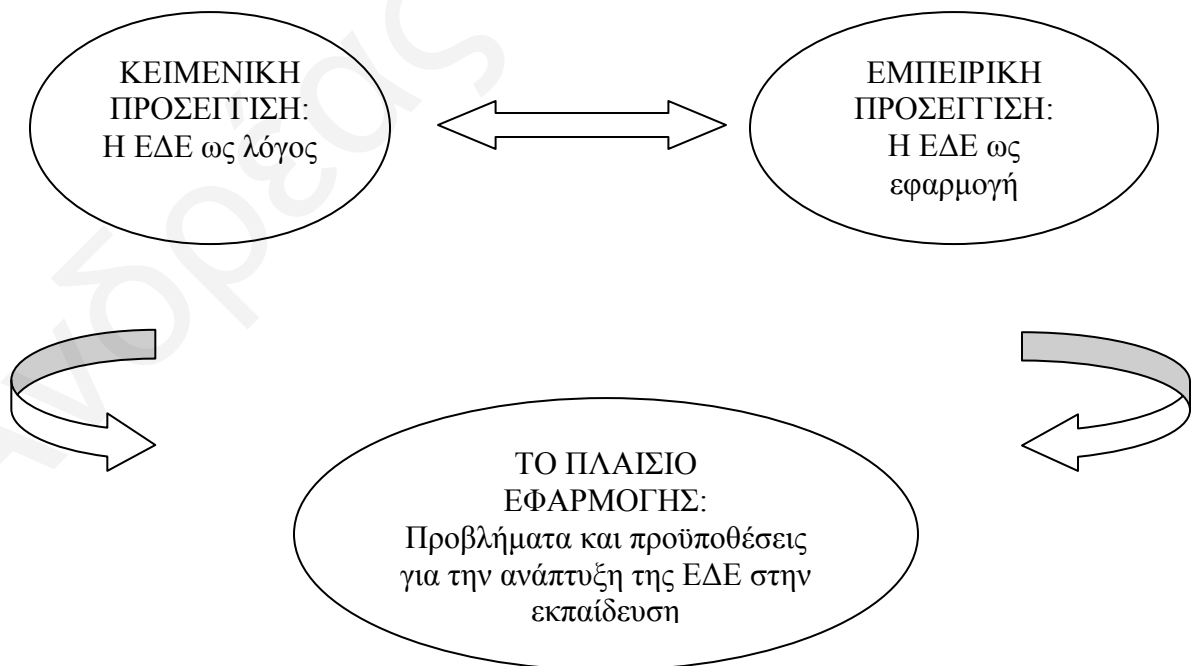 ΚΕΙΜΕΝΙΚΗ
ΠΡΟΣΕΓΓΙΣΗ:
Η ΕΔΕ ως λόγος
ΕΜΠΕΙΡΙΚΗ
ΠΡΟΣΕΓΓΙΣΗ:
Η ΕΔΕ ως
εφαρμογή
ΤΟ ΠΛΑΙΣΙΟ
ΕΦΑΡΜΟΓΗΣ:
Προβλήματα και προϋποθέσεις
για την ανάπτυξη της ΕΔΕ στην
εκπαίδευση
Ανδρέας